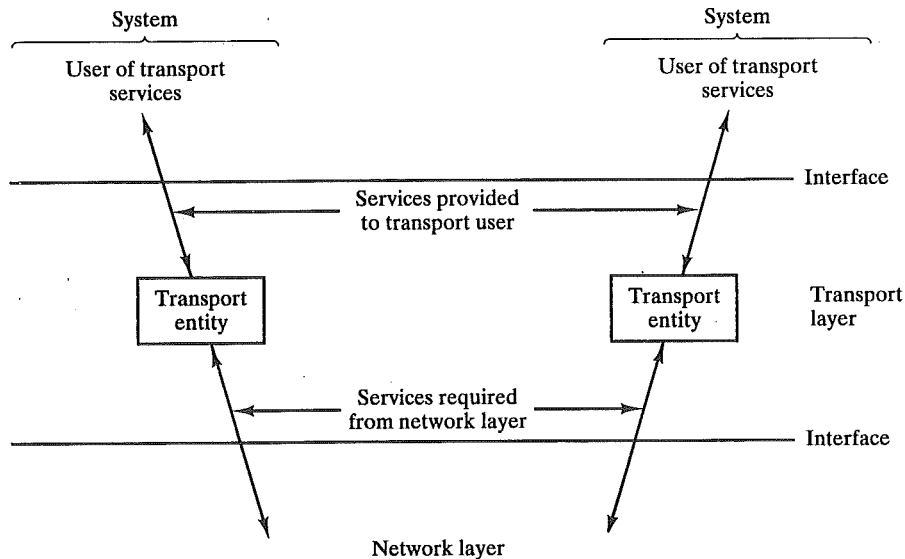 System
System
User of transport
services
User of transport
services
Interface
Services provided
to transport user
Transport
entity
Transport
entity
Transport
layer
Services required
from network layer
Interface
Network layer